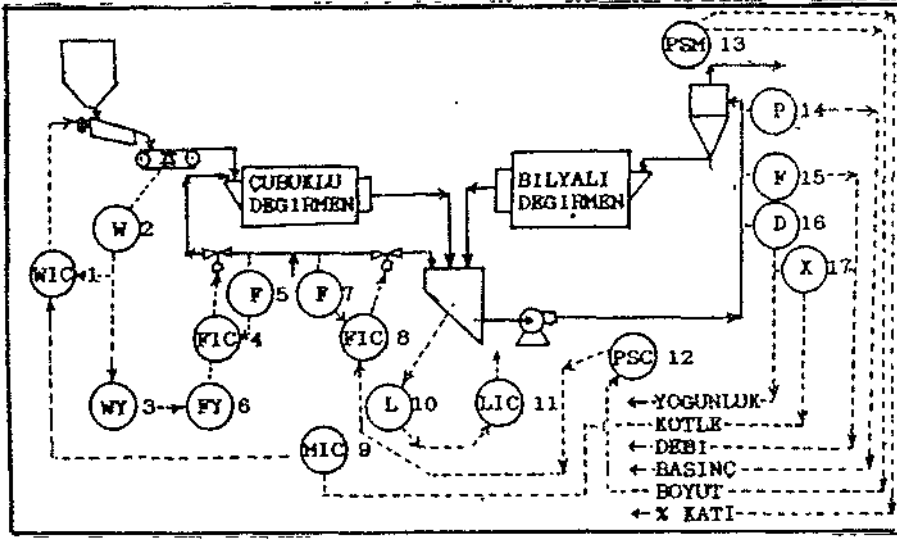 PSM 13
P 14
F 15
D 16
X 17
ÇUBUKLU
DEGIRMEN
BILYALI
DEGIRMEN
W 2
WIC 1
F 5
F 7
FIC 4
FIC 8
PSC 12
WY 3
FY 6
L 10
LIC 11
MIC 9
YOGUNLUK
KÜTLE
DEBI
BASINÇ
BOYUT
% KATI